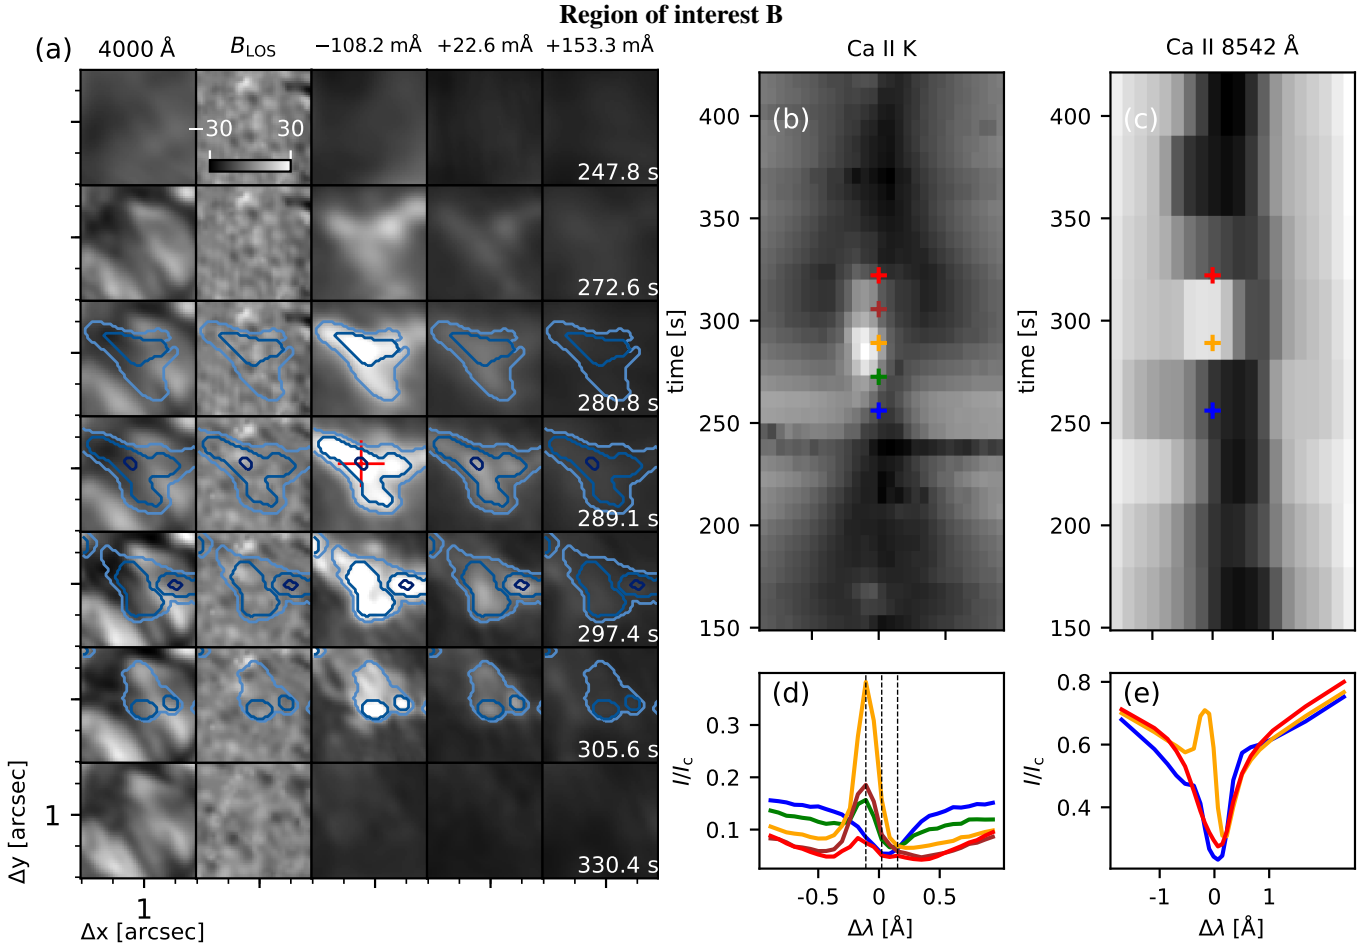 Region of interest B
(a) 4000 Å B_LOS −108.2 mÅ +22.6 mÅ +153.3 mÅ
−30 30
247.8 s
272.6 s
280.8 s
289.1 s
297.4 s
305.6 s
330.4 s
1
Δy [arcsec]
1
Δx [arcsec]
Ca II K
(b)
400
350
300
250
200
150
time [s]
Ca II 8542 Å
(c)
400
350
300
250
200
150
time [s]
(d)
0.3
0.2
0.1
I/I_c
-0.5 0 0.5
Δλ [Å]
(e)
0.8
0.6
0.4
I/I_c
-1 0 1
Δλ [Å]